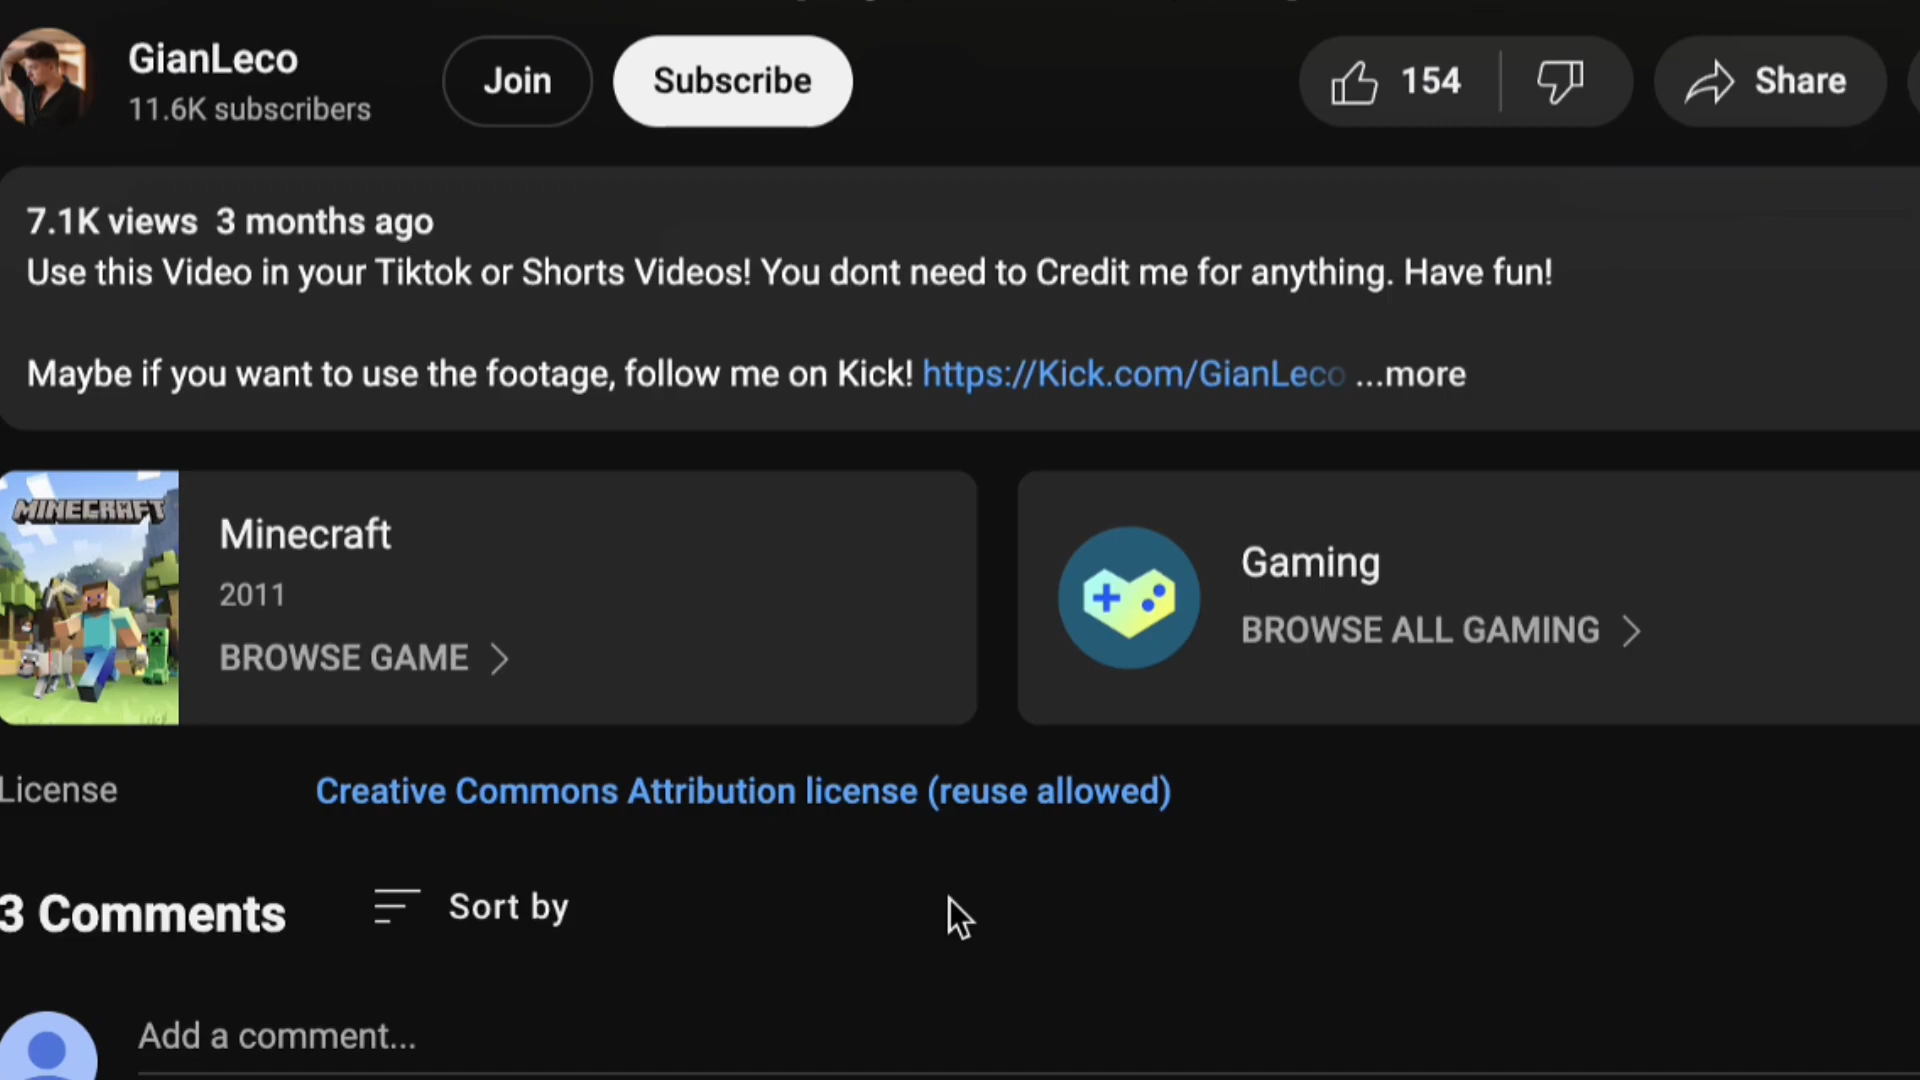 GianLeco
11.6K subscribers
Join
Subscribe
154
Share
7.1K views 3 months ago
Use this Video in your Tiktok or Shorts Videos! You dont need to Credit me for anything. Have fun!
Maybe if you want to use the footage, follow me on Kick! https://Kick.com/GianLeco ...more
MINECRAFT
Minecraft
2011
BROWSE GAME
Gaming
BROWSE ALL GAMING
License
Creative Commons Attribution license (reuse allowed)
3 Comments
Sort by
Add a comment...